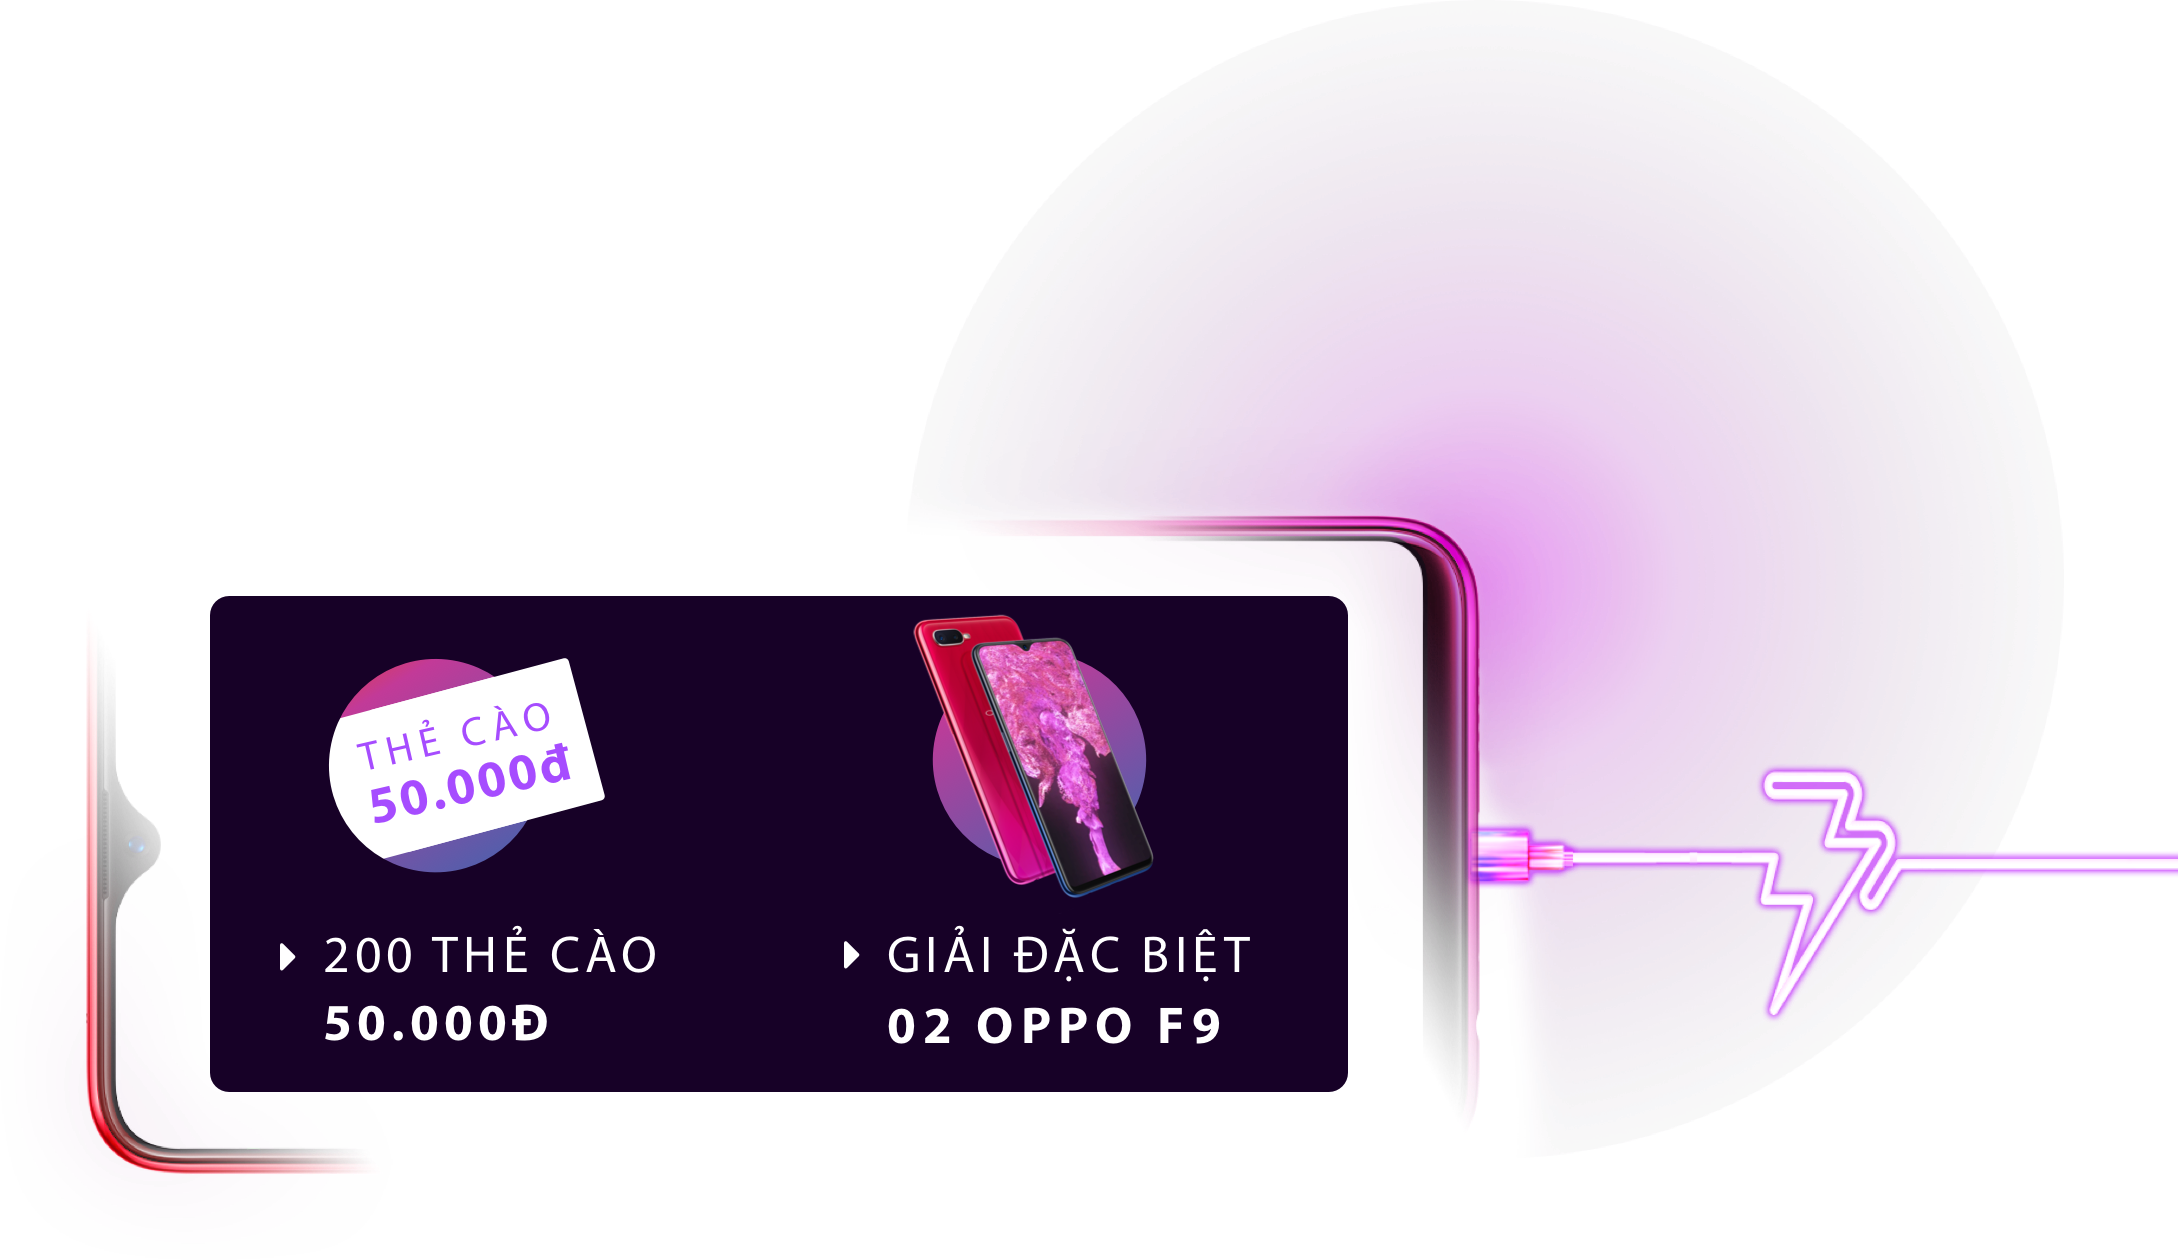 THẺ CÀO
50.000đ
200 THẺ CÀO
50.000Đ
GIẢI ĐẶC BIỆT
02 OPPO F9